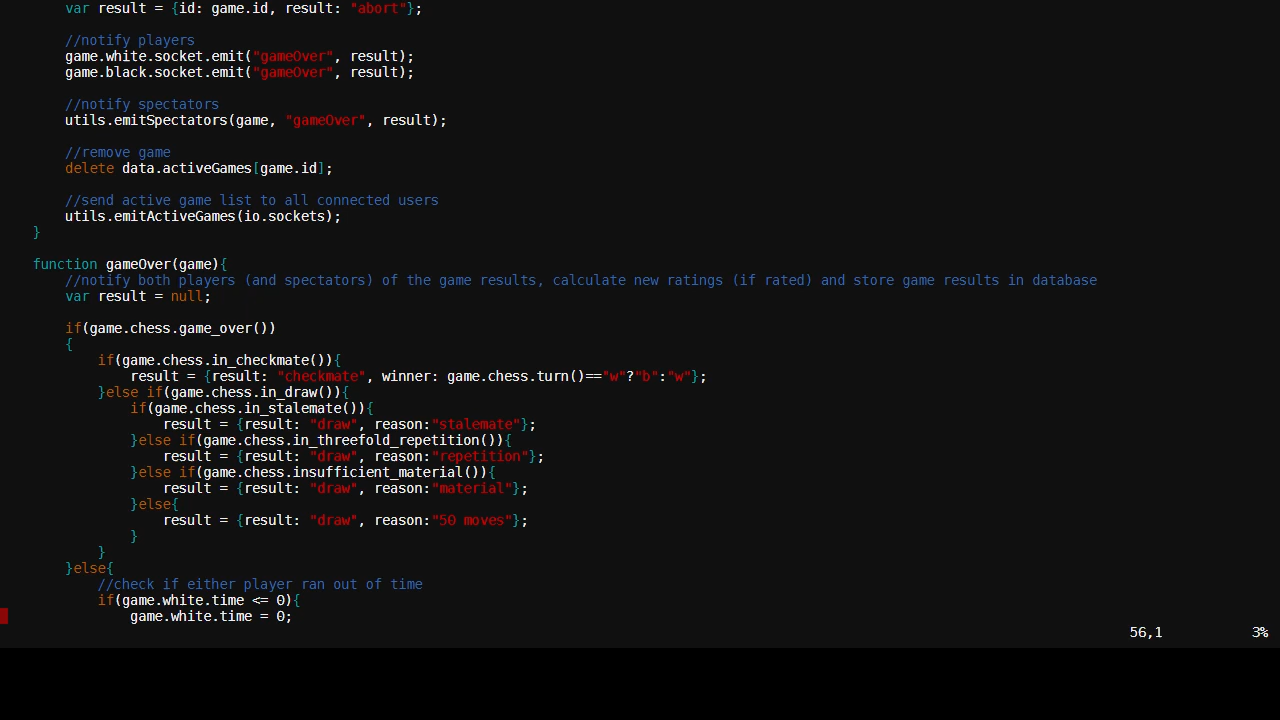 var result = {id: game.id, result: "abort"};
//notify players
game.white.socket.emit("gameOver", result);
game.black.socket.emit("gameOver", result);
//notify spectators
utils.emitSpectators(game, "gameOver", result);
//remove game
delete data.activeGames[game.id];
//send active game list to all connected users
utils.emitActiveGames(io.sockets);
}
function gameOver(game){
//notify both players (and spectators) of the game results, calculate new ratings (if rated) and store game results in database
var result = null;
if(game.chess.game_over())
{
if(game.chess.in_checkmate()){
result = {result: "checkmate", winner: game.chess.turn()=="w"?"b":"w"};
}else if(game.chess.in_draw()){
if(game.chess.in_stalemate()){
result = {result: "draw", reason:"stalemate"};
}else if(game.chess.in_threefold_repetition()){
result = {result: "draw", reason:"repetition"};
}else if(game.chess.insufficient_material()){
result = {result: "draw", reason:"material"};
}else{
result = {result: "draw", reason:"50 moves"};
}
}
}else{
//check if either player ran out of time
if(game.white.time <= 0){
game.white.time = 0;
56,1 3%